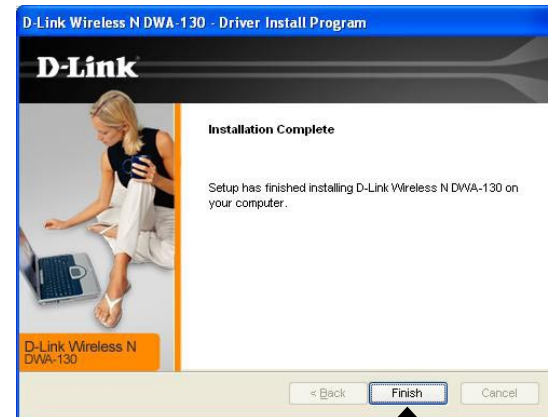 D-Link Wireless N DWA-130 - Driver Install Program
D-Link
Installation Complete
Setup has finished installing D-Link Wireless N DWA-130 on
your computer.
D-Link Wireless N
DWA-130
< Back
Finish
Cancel